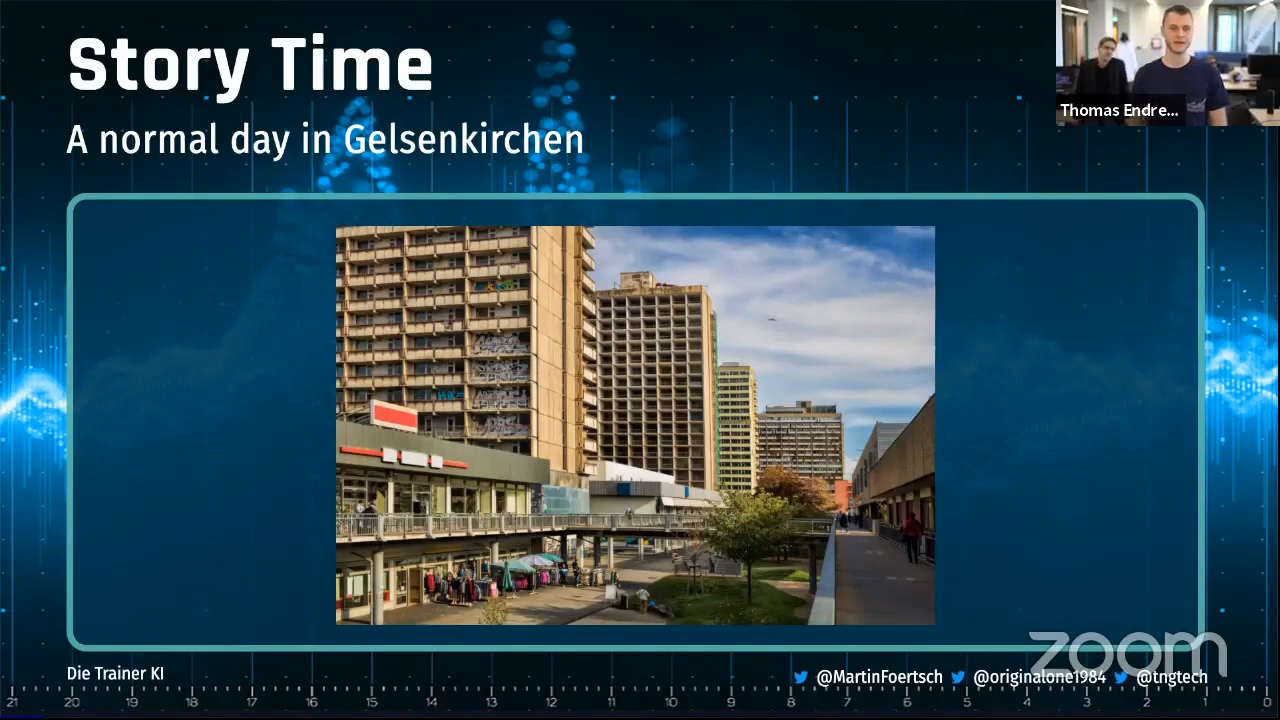 Story Time
A normal day in Gelsenkirchen
Thomas Endre...
Die Trainer KI
@MartinFoertsch @originalone1984 @tngtech
zoom
21 20 19 18 17 16 15 14 13 12 11 10 9 8 7 6 5 4 3 2 1 0